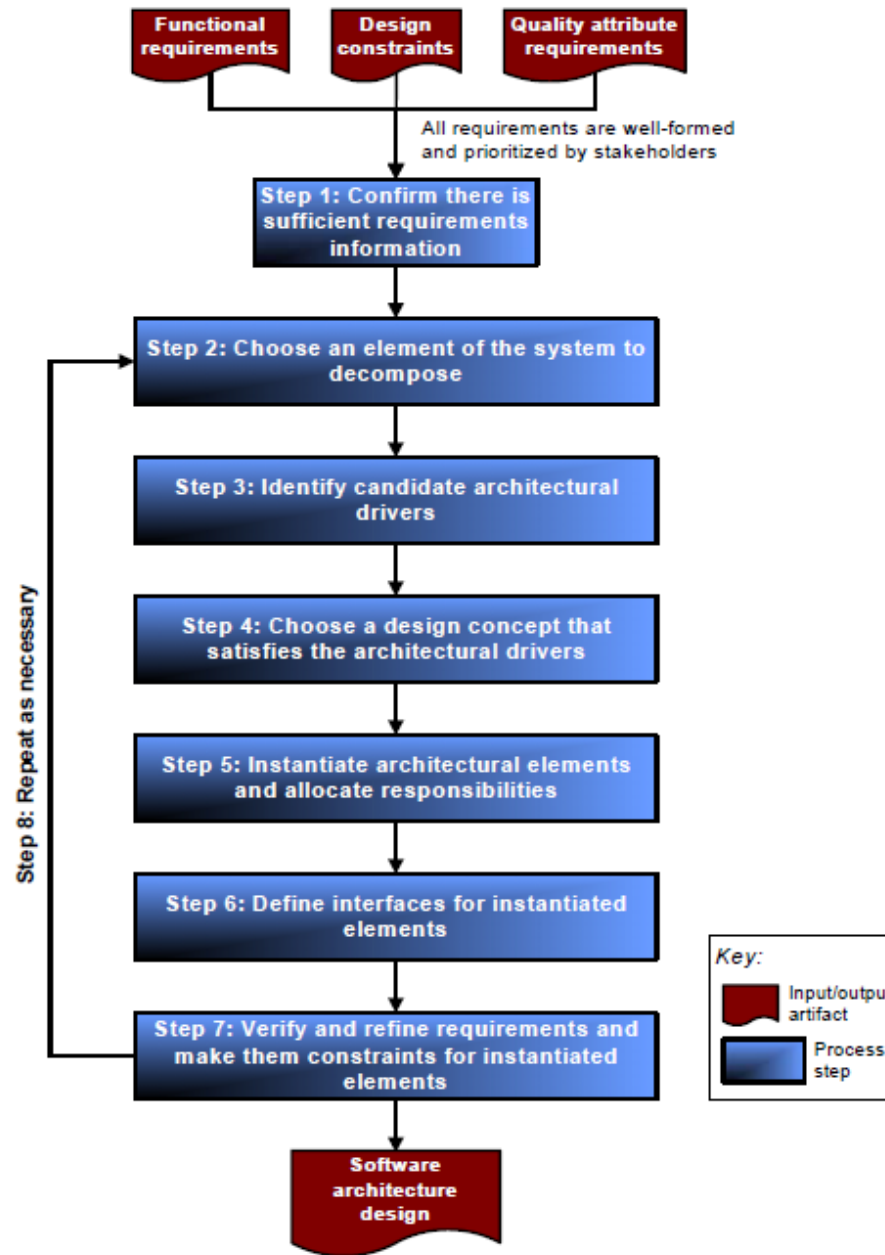 Functional
requirements
Design
constraints
Quality attribute
requirements
All requirements are well-formed
and prioritized by stakeholders
Step 1: Confirm there is
sufficient requirements
information
Step 2: Choose an element of the system to
decompose
Step 3: Identify candidate architectural
drivers
Step 4: Choose a design concept that
satisfies the architectural drivers
Step 5: Instantiate architectural elements
and allocate responsibilities
Step 6: Define interfaces for instantiated
elements
Step 7: Verify and refine requirements and
make them constraints for instantiated
elements
Step 8: Repeat as necessary
Software
architecture
design
Key:
Input/output
artifact
Process
step